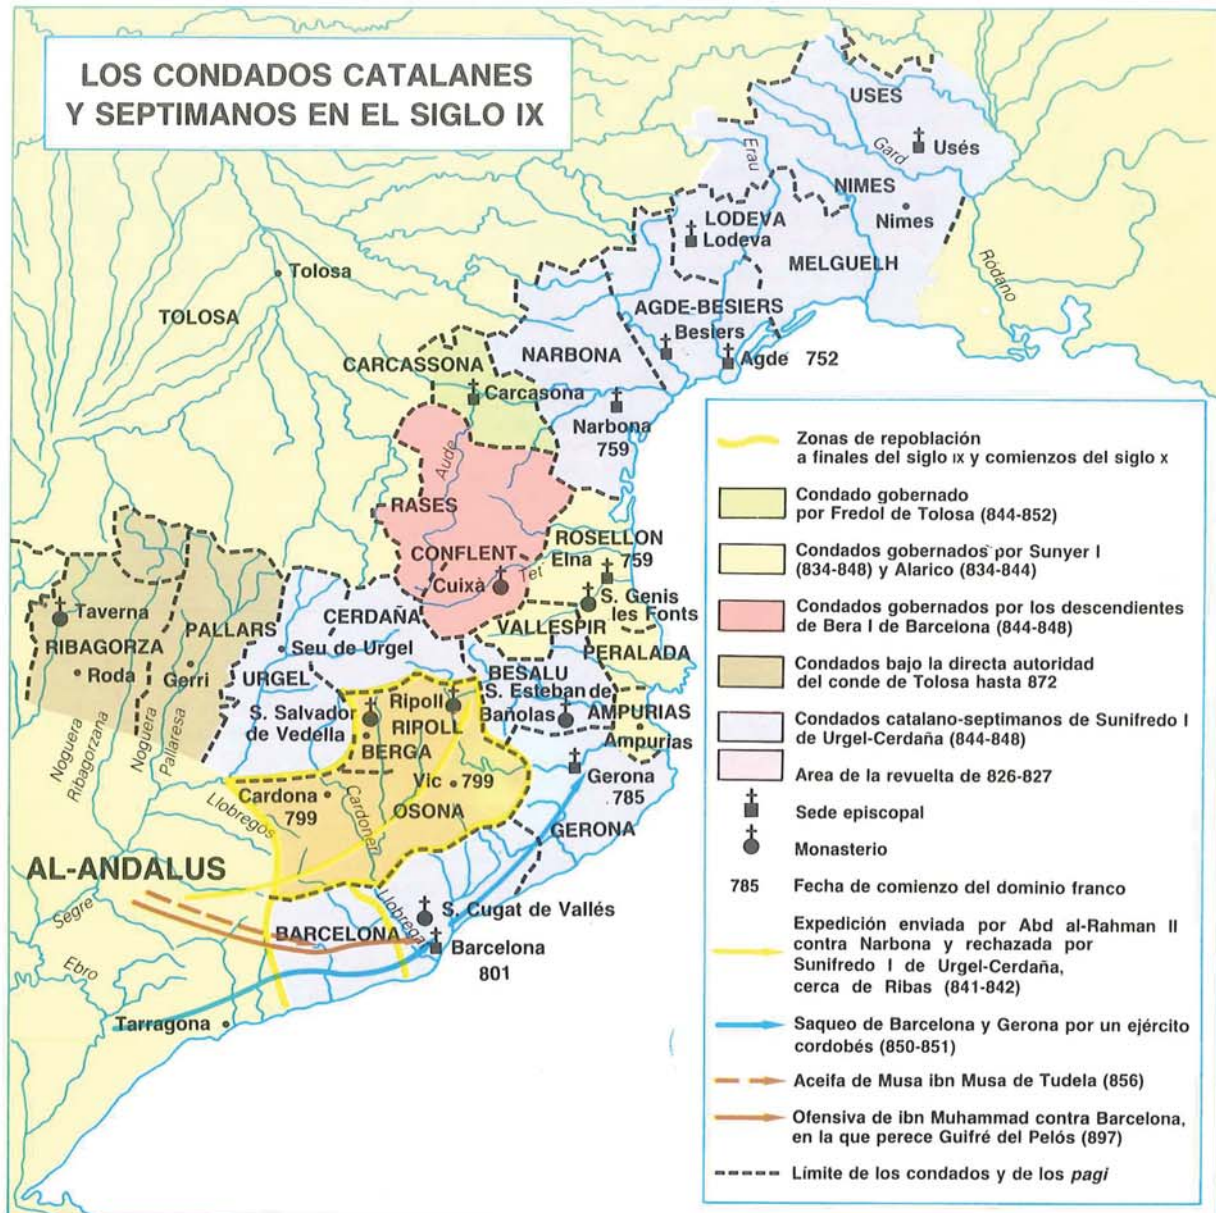 LOS CONDADOS CATALANES
Y SEPTIMANOS EN EL SIGLO IX
USES
Usés
Gard
Erau
NIMES
Nimes
LODEVA
Lodeva
MELGUELH
Ródano
Tolosa
TOLOSA
AGDE-BESIERS
Besiers
Agde 752
NARBONA
CARCASSONA
Carcasona
Narbona
759
Aude
RASES
ROSELLON
Elna 759
CONFLENT
Tet
Cuixà
S. Genis
les Fonts
VALLESPIR
PERALADA
Taverna
RIBAGORZA
Roda
PALLARS
Gerri
CERDAÑA
Seu de Urgel
URGEL
BESALU
S. Esteban de
Bañolas
AMPURIAS
Ampurias
S. Salvador
de Vedella
Ripoll
RIPOLL
BERGA
Noguera
Ribagorzana
Noguera
Pallaresa
Gerona
785
Vic 799
Cardona
799
Cardoner
OSONA
Llobregos
GERONA
AL-ANDALUS
Segre
Llobrega
S. Cugat de Vallés
BARCELONA
Barcelona
801
Ebro
Tarragona
Zonas de repoblación
a finales del siglo IX y comienzos del siglo X
Condado gobernado
por Fredol de Tolosa (844-852)
Condados gobernados por Sunyer I
(834-848) y Alarico (834-844)
Condados gobernados por los descendientes
de Bera I de Barcelona (844-848)
Condados bajo la directa autoridad
del conde de Tolosa hasta 872
Condados catalano-septimanos de Sunifredo I
de Urgel-Cerdaña (844-848)
Area de la revuelta de 826-827
Sede episcopal
Monasterio
785 Fecha de comienzo del dominio franco
Expedición enviada por Abd al-Rahman II
contra Narbona y rechazada por
Sunifredo I de Urgel-Cerdaña,
cerca de Ribas (841-842)
Saqueo de Barcelona y Gerona por un ejército
cordobés (850-851)
Aceifa de Musa ibn Musa de Tudela (856)
Ofensiva de ibn Muhammad contra Barcelona,
en la que perece Guifré del Pelós (897)
Límite de los condados y de los pagi